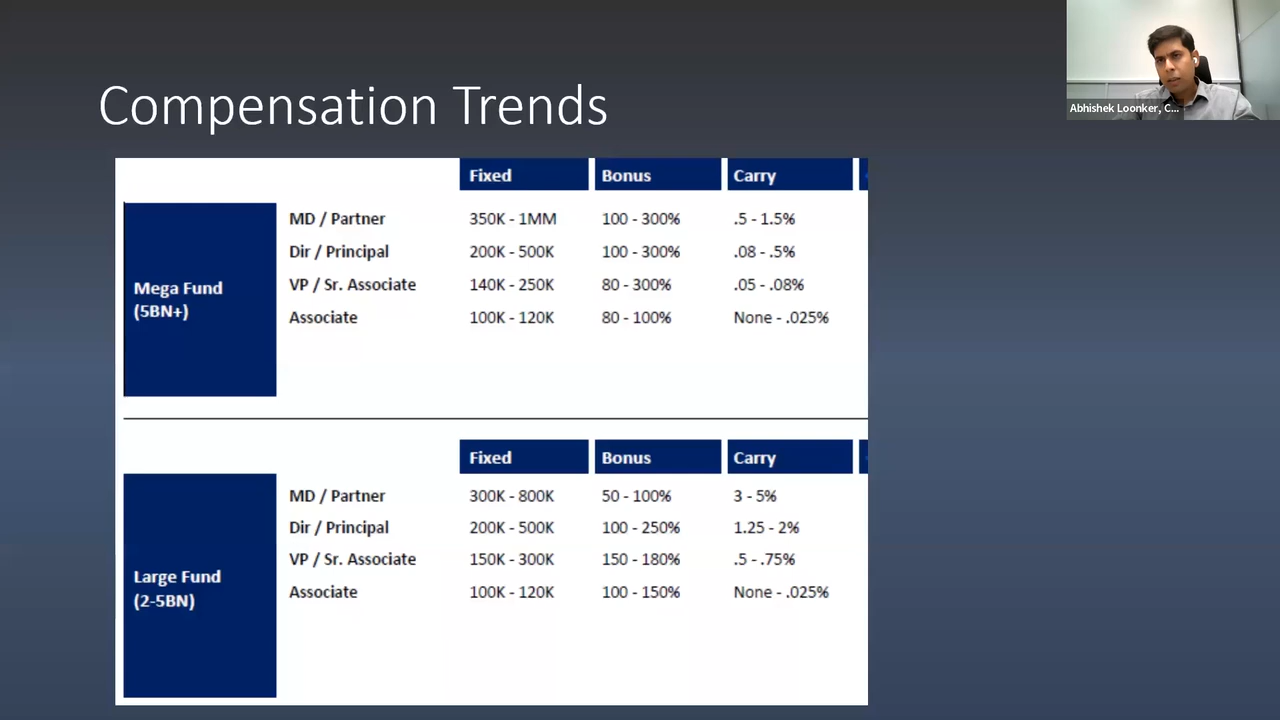 Abhishek Loonker, C...
Compensation Trends
Fixed Bonus Carry
Mega Fund
(5BN+)
MD / Partner 350K - 1MM 100 - 300% .5 - 1.5%
Dir / Principal 200K - 500K 100 - 300% .08 - .5%
VP / Sr. Associate 140K - 250K 80 - 300% .05 - .08%
Associate 100K - 120K 80 - 100% None - .025%
Fixed Bonus Carry
Large Fund
(2-5BN)
MD / Partner 300K - 800K 50 - 100% 3 - 5%
Dir / Principal 200K - 500K 100 - 250% 1.25 - 2%
VP / Sr. Associate 150K - 300K 150 - 180% .5 - .75%
Associate 100K - 120K 100 - 150% None - .025%